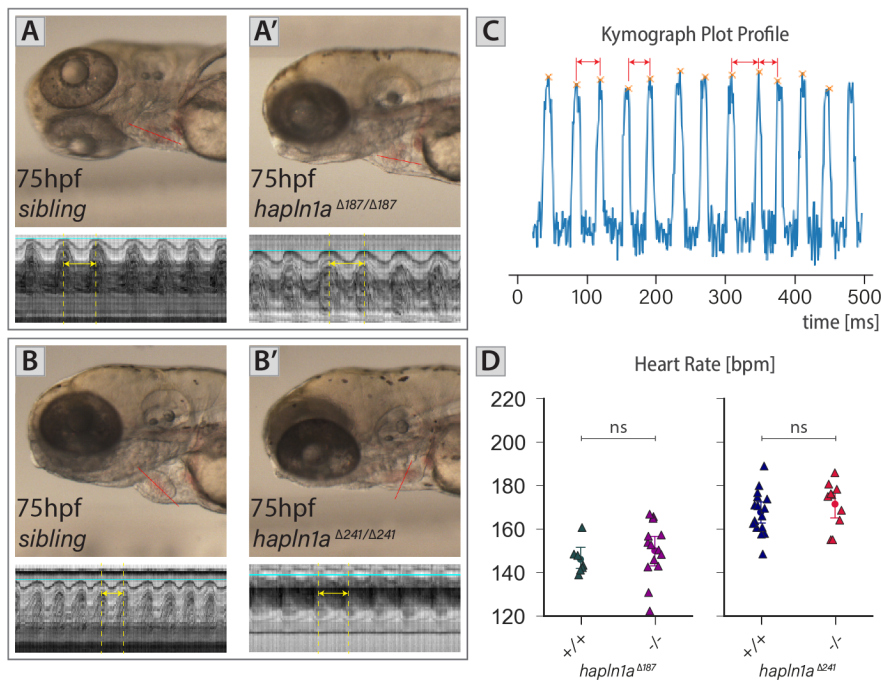 A
75hpf
sibling
A′
75hpf
hapln1a Δ187/Δ187
B
75hpf
sibling
B′
75hpf
hapln1a Δ241/Δ241
C
Kymograph Plot Profile
0 100 200 300 400 500
time [ms]
D
Heart Rate [bpm]
220
200
180
160
140
120
ns
ns
+/+ -/-
+/+ -/-
hapln1a Δ187
hapln1a Δ241